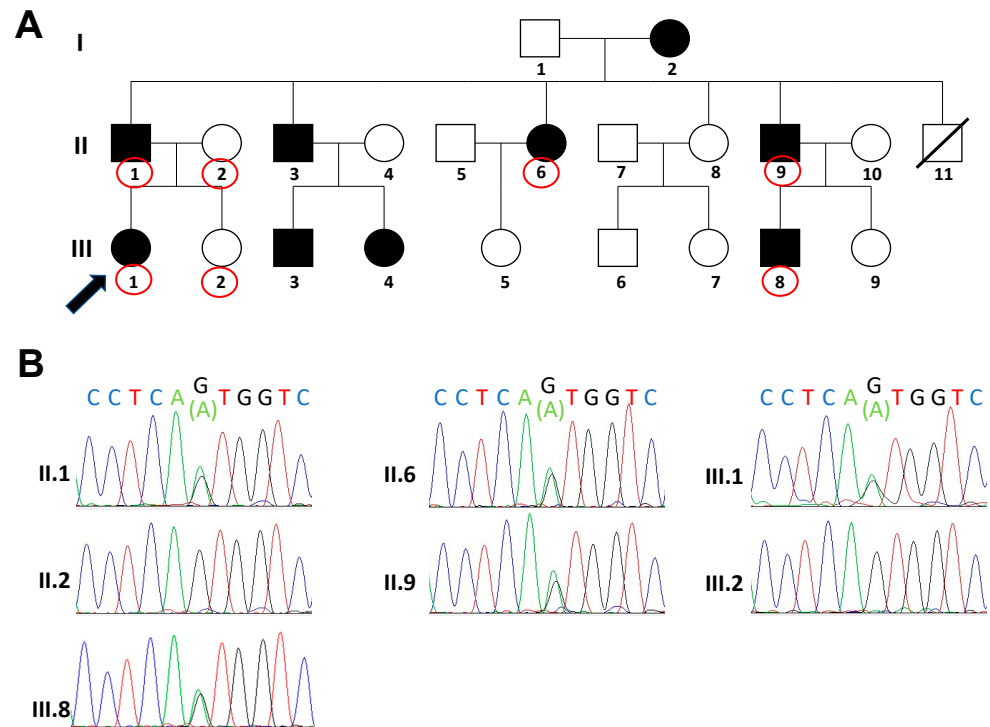 A
I
1 2
II
1 2 3 4 5 6 7 8 9 10 11
III
1 2 3 4 5 6 7 8 9
B
G G G
C C T C A (A) T G G T C C C T C A (A) T G G T C C C T C A (A) T G G T C
II.1 II.6 III.1
II.2 II.9 III.2
III.8